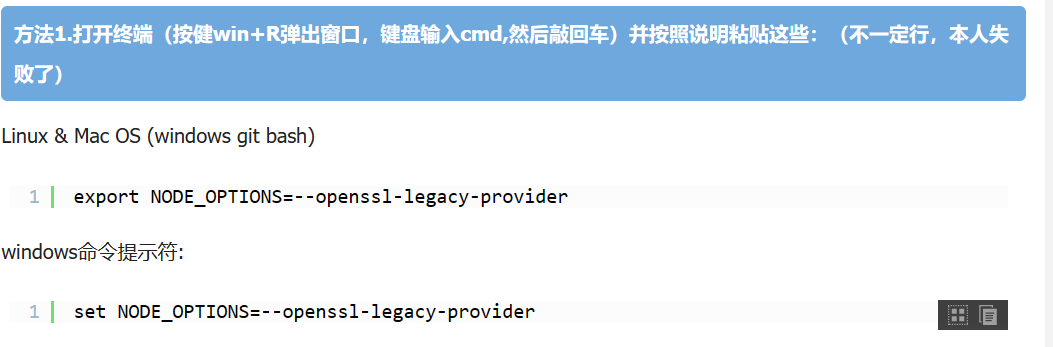 方法1.打开终端（按健win+R弹出窗口，键盘输入cmd,然后敲回车）并按照说明粘贴这些：（不一定行，本人失
败了）
Linux & Mac OS (windows git bash)
1 export NODE_OPTIONS=--openssl-legacy-provider
windows命令提示符:
1 set NODE_OPTIONS=--openssl-legacy-provider